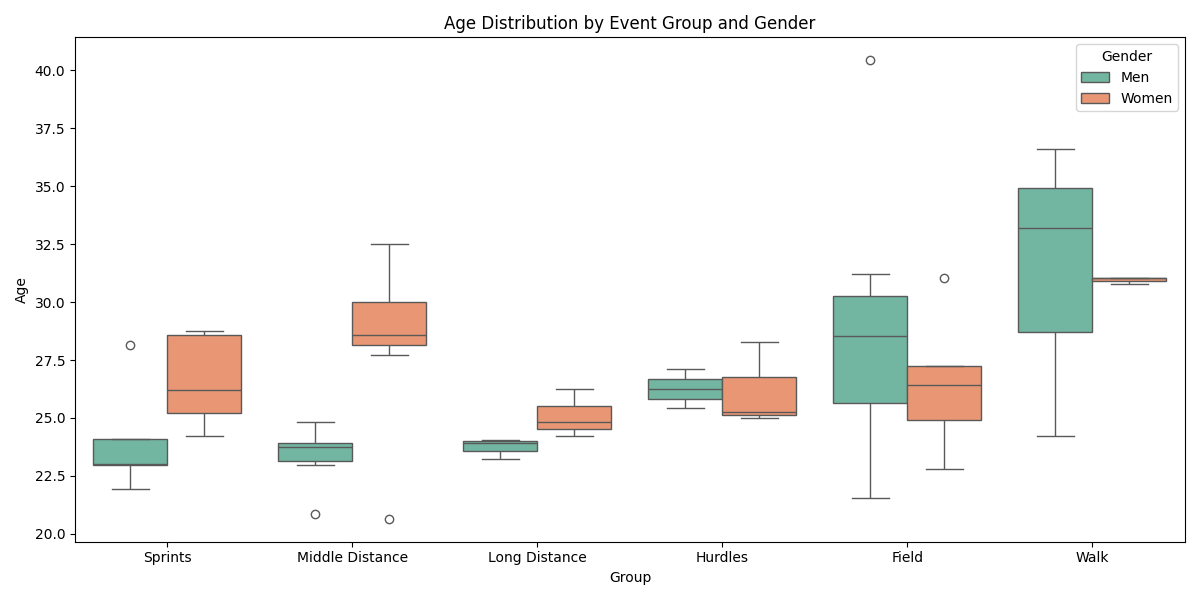 Age Distribution by Event Group and Gender
Gender
Men
Women
40.0
37.5
35.0
32.5
30.0
27.5
25.0
22.5
20.0
Age
Sprints
Middle Distance
Long Distance
Hurdles
Field
Walk
Group